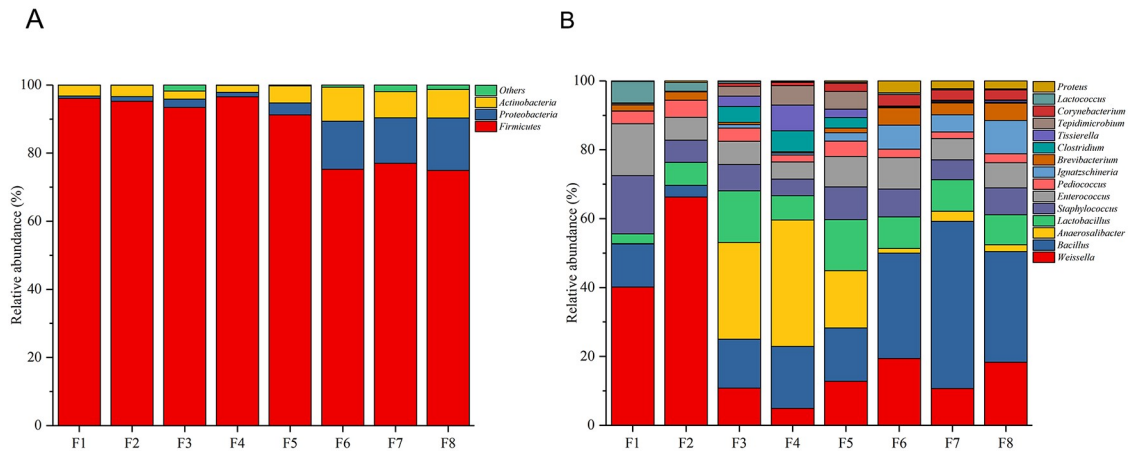 A
B
Relative abundance (%)
100
80
60
40
20
0
F1 F2 F3 F4 F5 F6 F7 F8
Others
Actinobacteria
Proteobacteria
Firmicutes
Relative abundance (%)
100
80
60
40
20
0
F1 F2 F3 F4 F5 F6 F7 F8
Proteus
Lactococcus
Corynebacterium
Tepidimicrobium
Tissierella
Clostridium
Brevibacterium
Ignatzschineria
Pediococcus
Enterococcus
Staphylococcus
Lactobacillus
Anaerosalibacter
Bacillus
Weissella